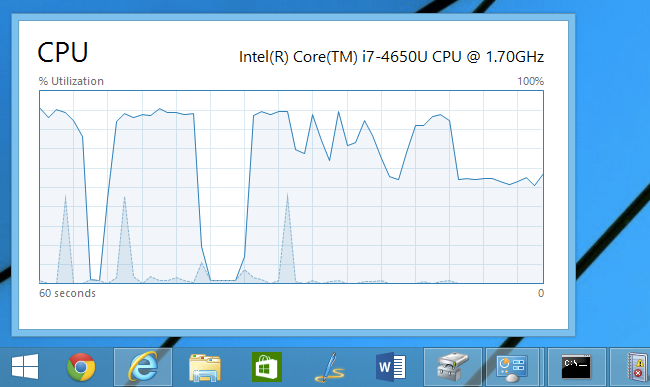 CPU
Intel(R) Core(TM) i7-4650U CPU @ 1.70GHz
% Utilization 100%
60 seconds 0
C:\.